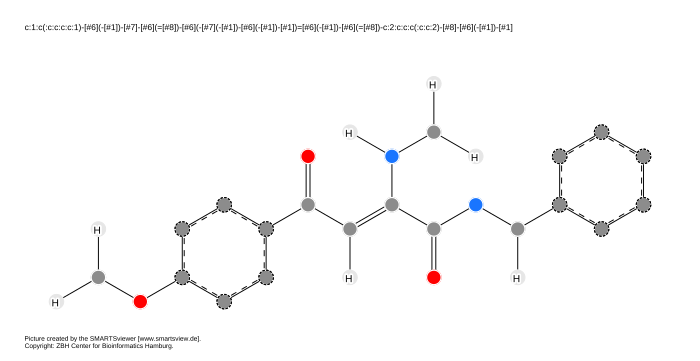 c:1:c(:c:c:c:c:1)-[#6](-[#1])-[#7]-[#6](=[#8])-[#6](-[#7](-[#1])-[#6](-[#1])-[#1])=[#6](-[#1])-[#6](=[#8])-c:2:c:c:c(:c:c:2)-[#8]-[#6](-[#1])-[#1]
H
H
H
H
H
H
H
Picture created by the SMARTSviewer [www.smartsview.de].
Copyright: ZBH Center for Bioinformatics Hamburg.